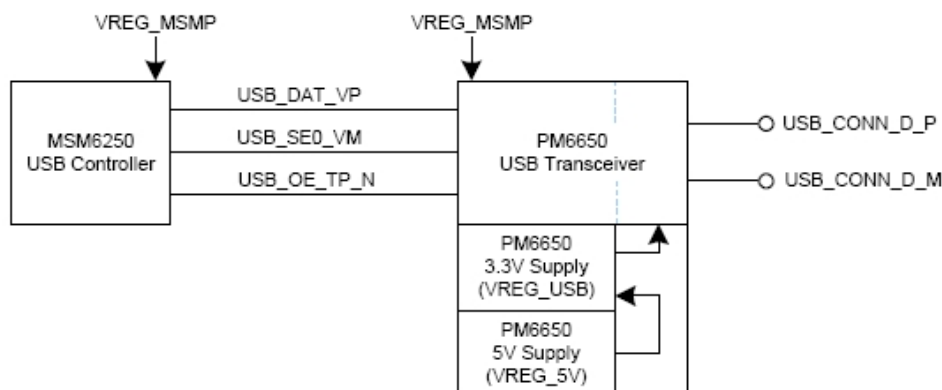 VREG_MSMP
VREG_MSMP
USB_DAT_VP
USB_CONN_D_P
MSM6250
USB Controller
USB_SE0_VM
PM6650
USB Transceiver
USB_OE_TP_N
USB_CONN_D_M
PM6650
3.3V Supply
(VREG_USB)
PM6650
5V Supply
(VREG_5V)